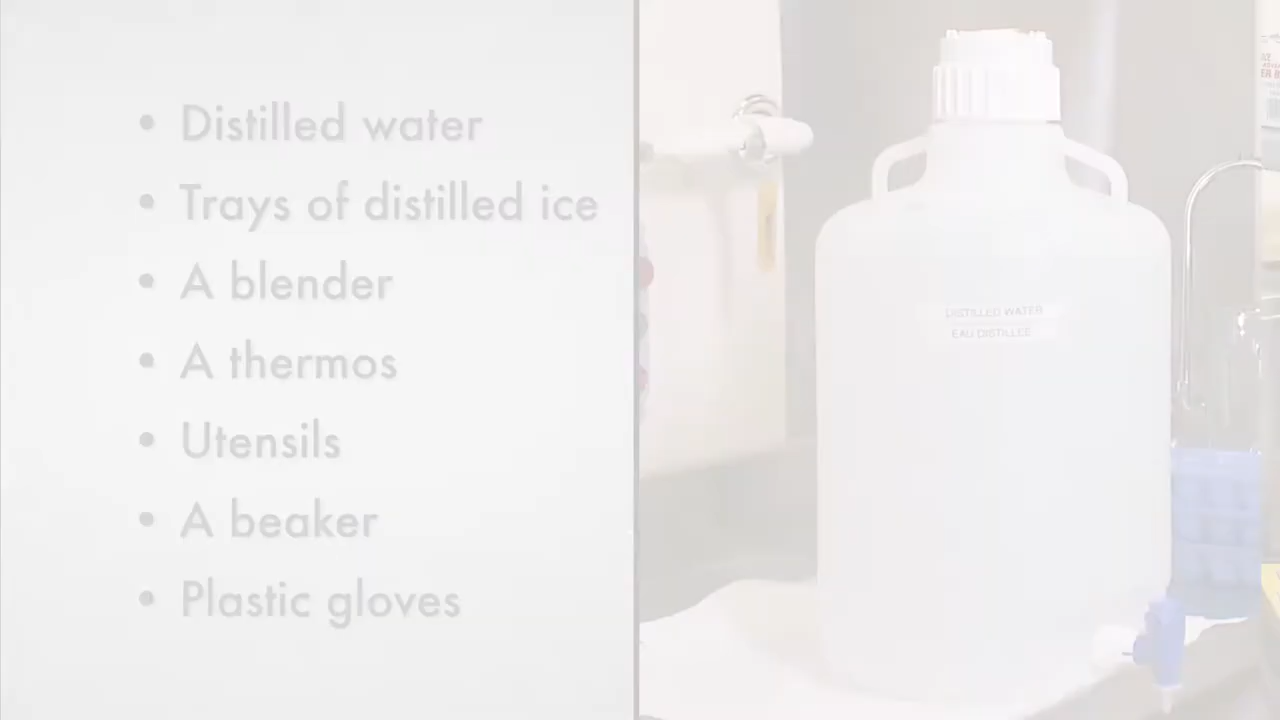 • Distilled water
• Trays of distilled ice
• A blender
• A thermos
• Utensils
• A beaker
• Plastic gloves
DISTILLED WATER
EAU DISTILLEE